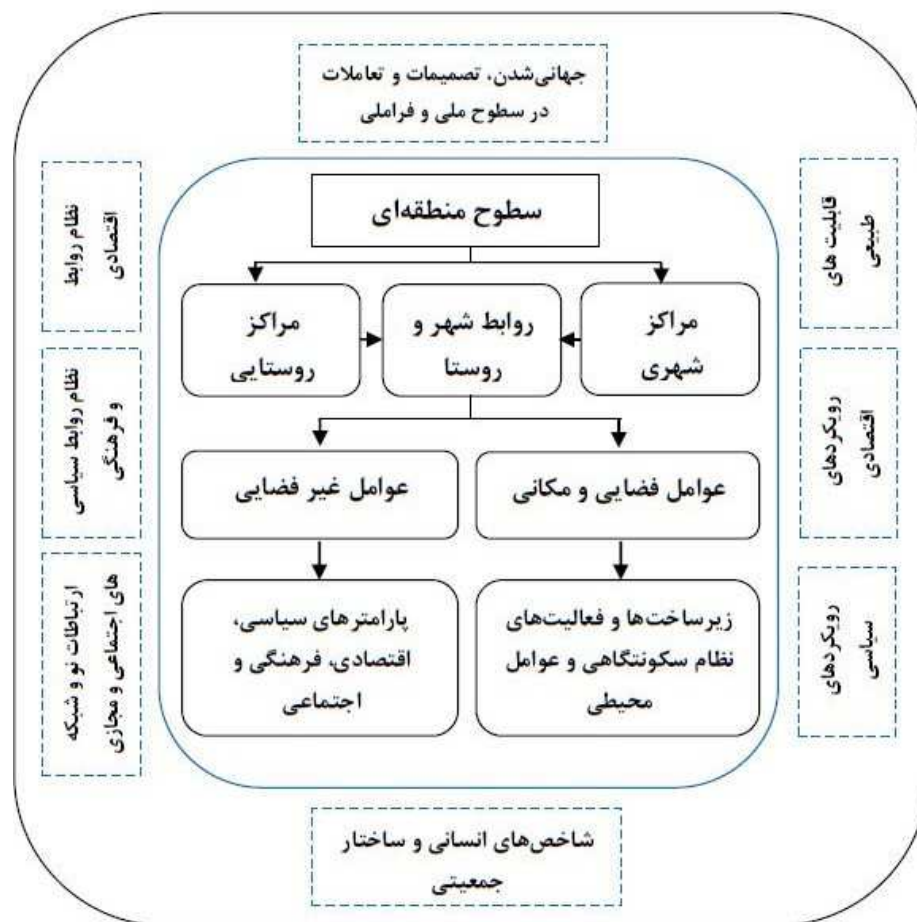 جهانی‌شدن، تصمیمات و تعاملات
در سطوح ملی و فراملی
قابلیت های
طبیعی
رویکردهای
اقتصادی
رویکردهای
سیاسی
سطوح منطقه‌ای
مراکز
شهری
روابط شهر و
روستا
مراکز
روستایی
عوامل فضایی و مکانی
عوامل غیر فضایی
زیرساخت‌ها و فعالیت‌های
نظام سکونتگاهی و عوامل
محیطی
پارامترهای سیاسی،
اقتصادی، فرهنگی و
اجتماعی
نظام روابط
اقتصادی
نظام روابط سیاسی
و فرهنگی
ارتباطات نو و شبکه
های اجتماعی و مجازی
شاخص‌های انسانی و ساختار
جمعیتی